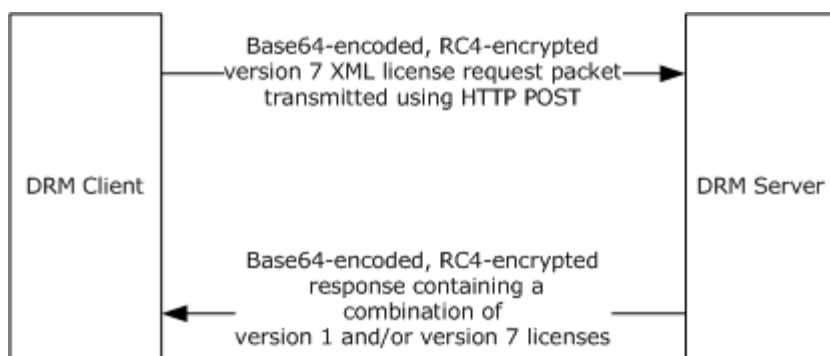 Base64-encoded, RC4-encrypted
version 7 XML license request packet
transmitted using HTTP POST
DRM Client
DRM Server
Base64-encoded, RC4-encrypted
response containing a
combination of
version 1 and/or version 7 licenses